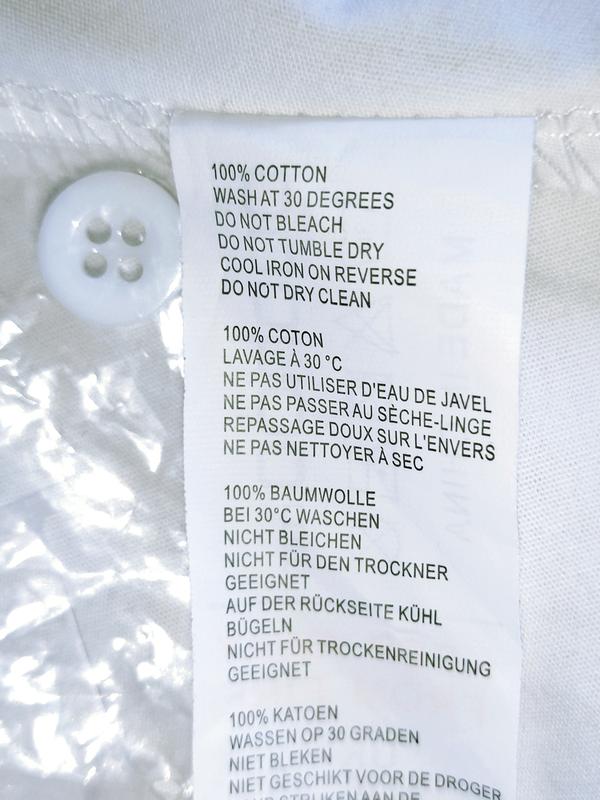 100% COTTON
WASH AT 30 DEGREES
DO NOT BLEACH
DO NOT TUMBLE DRY
COOL IRON ON REVERSE
DO NOT DRY CLEAN
100% COTON
LAVAGE À 30 °C
NE PAS UTILISER D'EAU DE JAVEL
NE PAS PASSER AU SÈCHE-LINGE
REPASSAGE DOUX SUR L'ENVERS
NE PAS NETTOYER À SEC
100% BAUMWOLLE
BEI 30°C WASCHEN
NICHT BLEICHEN
NICHT FÜR DEN TROCKNER
GEEIGNET
AUF DER RÜCKSEITE KÜHL
BÜGELN
NICHT FÜR TROCKENREINIGUNG
GEEIGNET
100% KATOEN
WASSEN OP 30 GRADEN
NIET BLEKEN
NIET GESCHIKT VOOR DE DROGER
STRIJKEN AAN DE